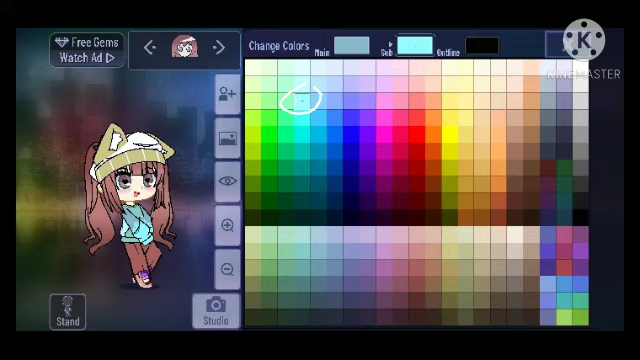 Free Gems
Watch Ad
Change Colors
Main
Sub
Outline
K
KINEMASTER
Stand
Studio